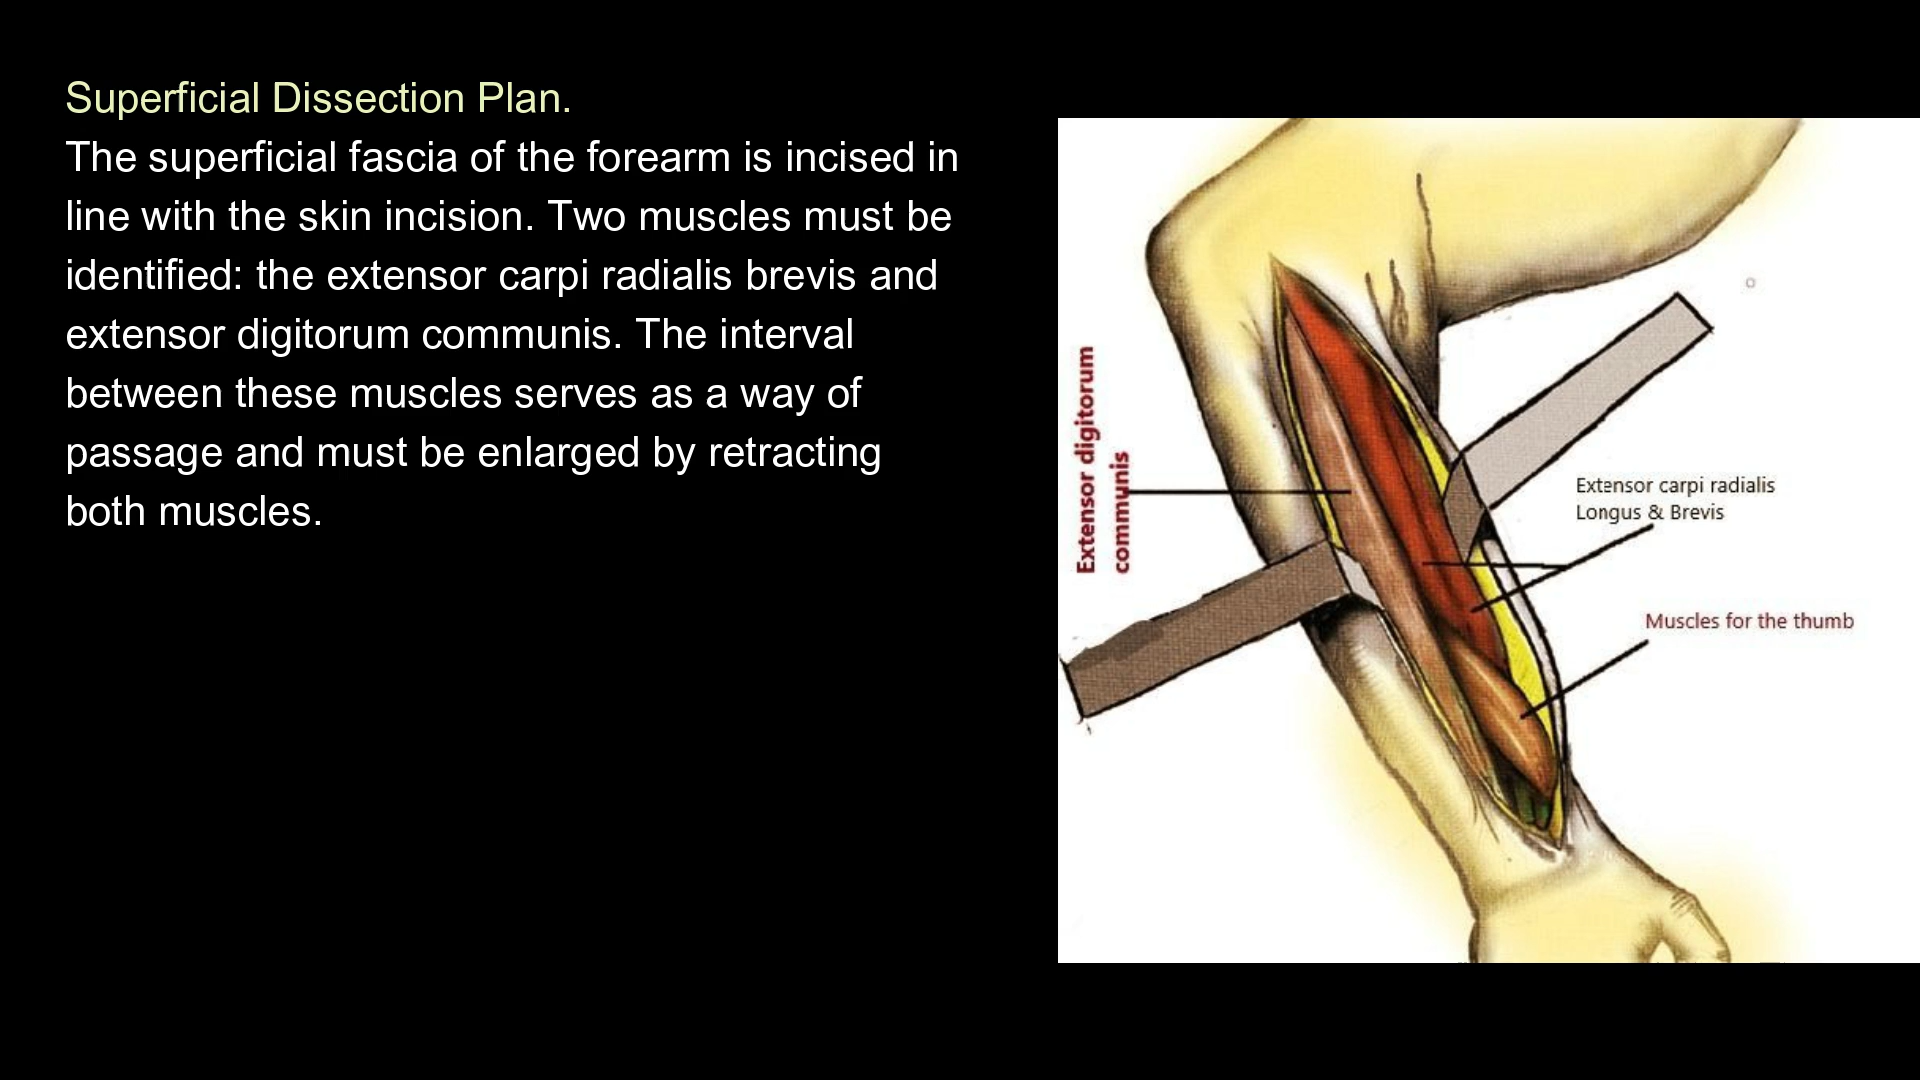 Superficial Dissection Plan.
The superficial fascia of the forearm is incised in
line with the skin incision. Two muscles must be
identified: the extensor carpi radialis brevis and
extensor digitorum communis. The interval
between these muscles serves as a way of
passage and must be enlarged by retracting
both muscles.
Extensor digitorum
communis
Extensor carpi radialis
Longus & Brevis
Muscles for the thumb